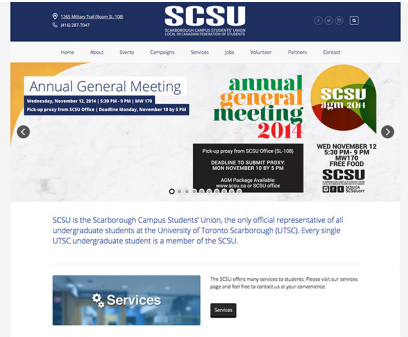 1265 Military Trail (Room SL-108)
(416) 287-7047
SCSU
SCARBOROUGH CAMPUS STUDENTS' UNION
LOCAL 99 CANADIAN FEDERATION OF STUDENTS
Home About Events Campaigns Services Jobs Volunteer Partners Contact
Annual General Meeting
Wednesday, November 12, 2014 | 5:30 PM - 9 PM | MW 170
Pick-up proxy from SCSU Office | Deadline Monday, November 10 by 5 PM
annual
general
meeting
2014
Pickup proxy from SCSU Office (SL-108)
DEADLINE TO SUBMIT PROXY:
MON NOVEMBER 10 BY 5PM
AGM Package Available:
www.scsu.ca or SCSU office
SCSU
agm 2014
WED NOVEMBER 12
5:30 PM- 9 PM
MW170
FREE FOOD
SCSU
SCSU is the Scarborough Campus Students' Union, the only official representative of all
undergraduate students at the University of Toronto Scarborough (UTSC). Every single
UTSC undergraduate student is a member of the SCSU.
Services
The SCSU offers many services to students. Please visit our services
page and feel free to contact us at your convenience.
Services